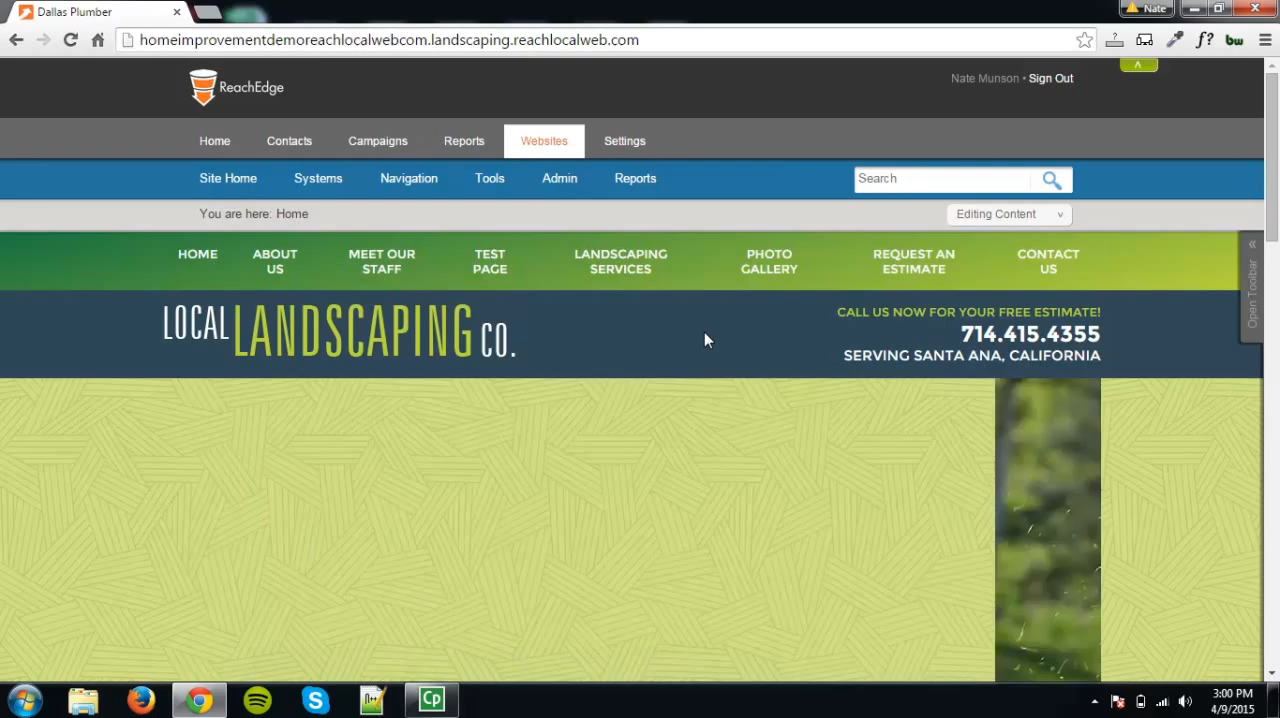 Dallas Plumber
Nate
homeimprovementdemoreachlocalwebcom.landscaping.reachlocalweb.com
f?
bw
ReachEdge
Nate Munson • Sign Out
Home Contacts Campaigns Reports Websites Settings
Site Home Systems Navigation Tools Admin Reports
Search
You are here: Home
Editing Content
HOME
ABOUT
US
MEET OUR
STAFF
TEST
PAGE
LANDSCAPING
SERVICES
PHOTO
GALLERY
REQUEST AN
ESTIMATE
CONTACT
US
Open Toolbar
LOCAL LANDSCAPING CO.
CALL US NOW FOR YOUR FREE ESTIMATE!
714.415.4355
SERVING SANTA ANA, CALIFORNIA
Cp
3:00 PM
4/9/2015